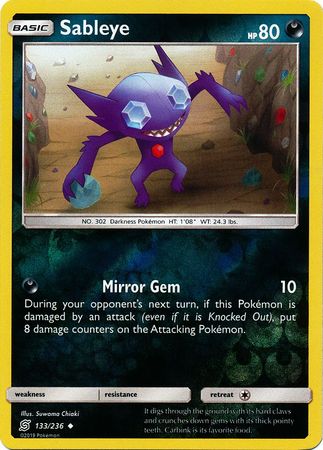 BASIC Sableye HP 80
NO. 302 Darkness Pokémon HT: 1'08" WT: 24.3 lbs.
Mirror Gem 10
During your opponent's next turn, if this Pokémon is
damaged by an attack (even if it is Knocked Out), put
8 damage counters on the Attacking Pokémon.
weakness resistance retreat
Illus. Suwama Chiaki
133/236
©2019 Pokémon
It digs through the ground with its hard claws
and crunches down gems with its thick pointy
teeth. Carbink is its favorite food.